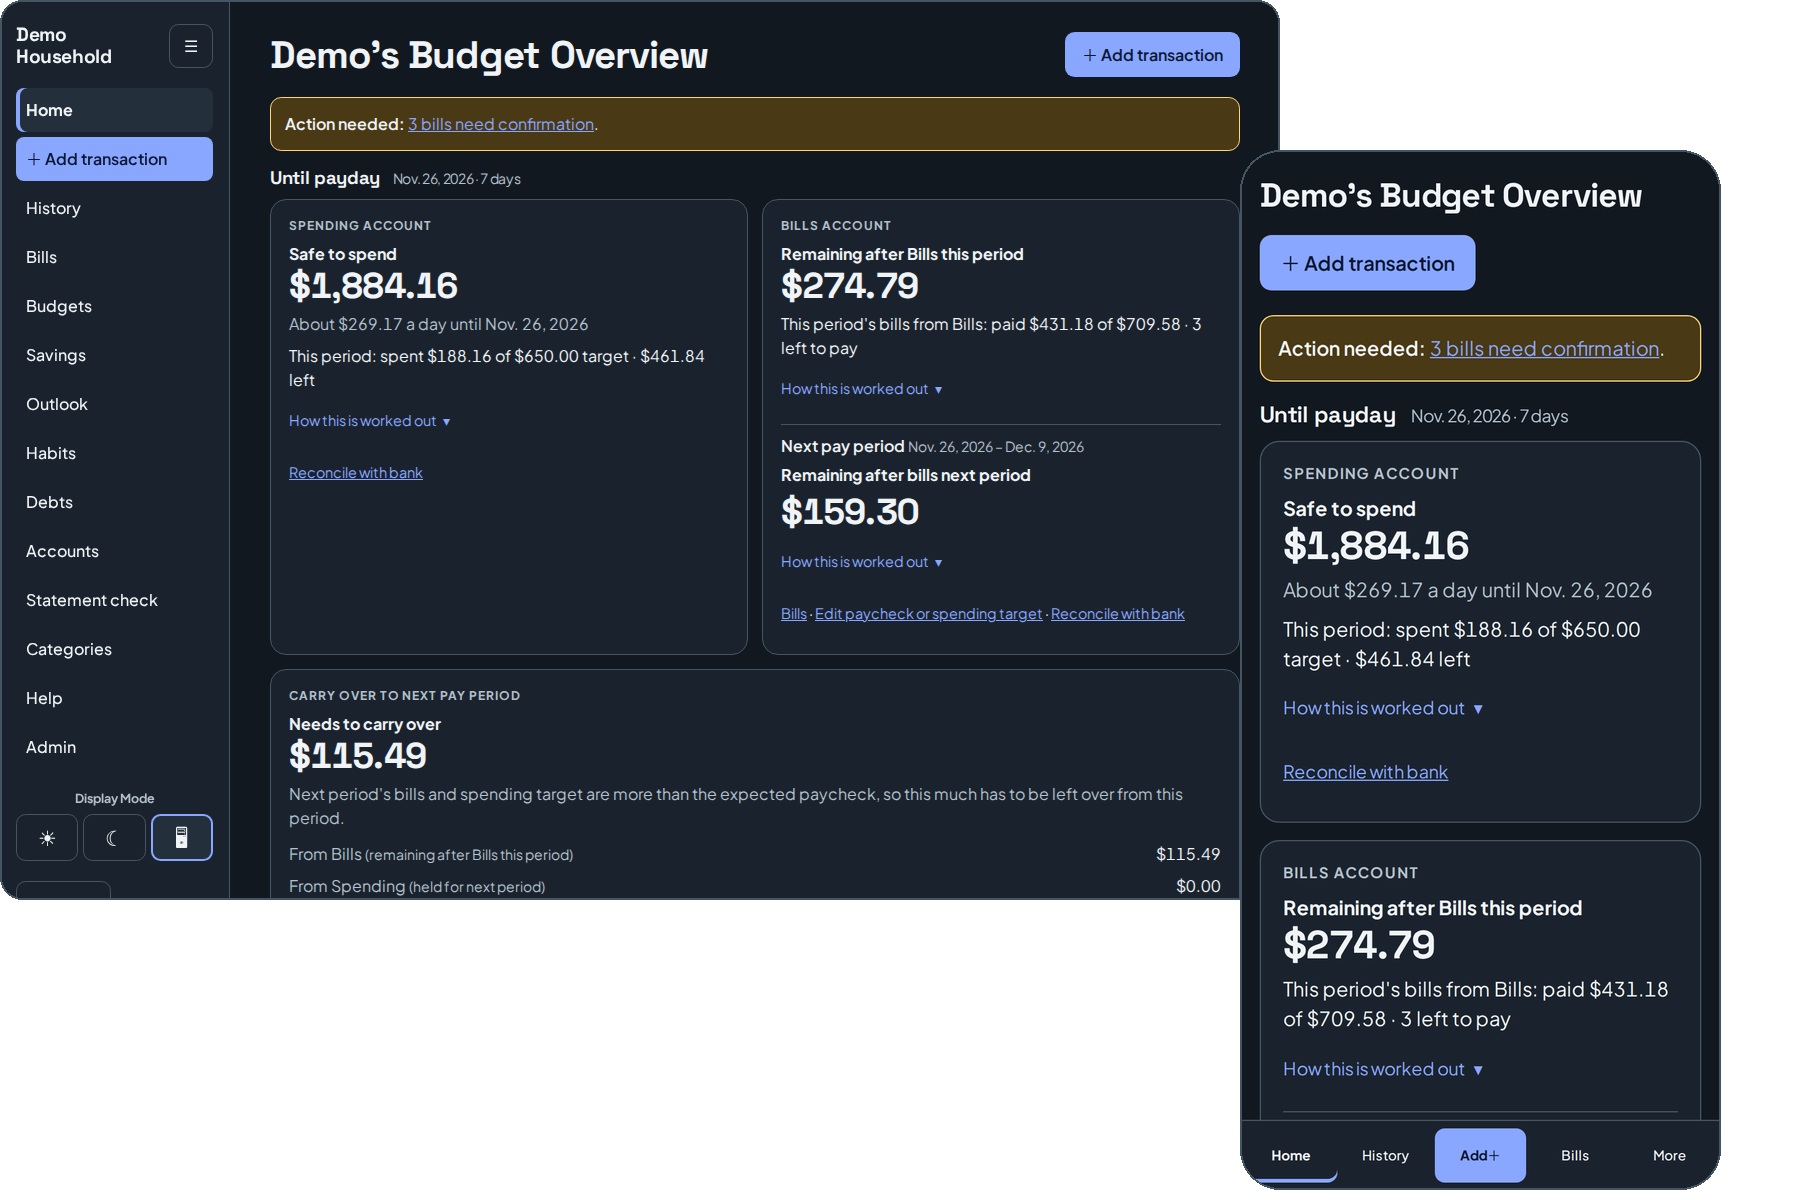 Demo
Household
☰
Home
+ Add transaction
History
Bills
Budgets
Savings
Outlook
Habits
Debts
Accounts
Statement check
Categories
Help
Admin
Display Mode
Demo’s Budget Overview
+ Add transaction
Action needed: 3 bills need confirmation.
Until payday Nov. 26, 2026 · 7 days
SPENDING ACCOUNT
Safe to spend
$1,884.16
About $269.17 a day until Nov. 26, 2026
This period: spent $188.16 of $650.00 target · $461.84
left
How this is worked out ▼
Reconcile with bank
BILLS ACCOUNT
Remaining after Bills this period
$274.79
This period's bills from Bills: paid $431.18 of $709.58 · 3
left to pay
How this is worked out ▼
Next pay period Nov. 26, 2026 – Dec. 9, 2026
Remaining after bills next period
$159.30
How this is worked out ▼
Bills · Edit paycheck or spending target · Reconcile with bank
CARRY OVER TO NEXT PAY PERIOD
Needs to carry over
$115.49
Next period's bills and spending target are more than the expected paycheck, so this much has to be left over from this
period.
From Bills (remaining after Bills this period) $115.49
From Spending (held for next period) $0.00
Demo’s Budget Overview
+ Add transaction
Action needed: 3 bills need confirmation.
Until payday Nov. 26, 2026 · 7 days
SPENDING ACCOUNT
Safe to spend
$1,884.16
About $269.17 a day until Nov. 26, 2026
This period: spent $188.16 of $650.00
target · $461.84 left
How this is worked out ▼
Reconcile with bank
BILLS ACCOUNT
Remaining after Bills this period
$274.79
This period's bills from Bills: paid $431.18
of $709.58 · 3 left to pay
How this is worked out ▼
Home
History
Add+
Bills
More